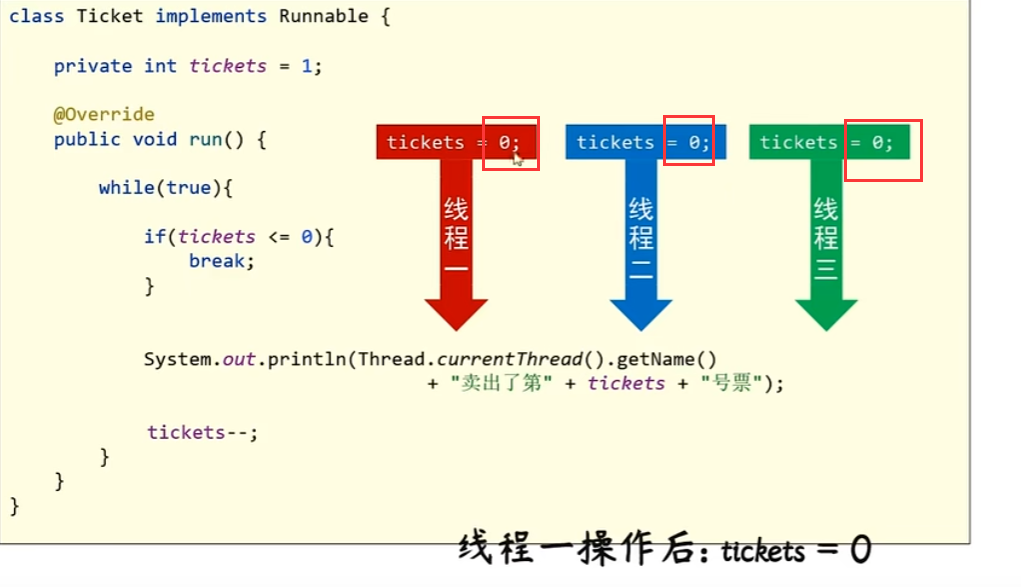 class Ticket implements Runnable {
private int tickets = 1;
@Override
public void run() {
tickets = 0;
tickets = 0;
tickets = 0;
while(true){
线程一
线程二
线程三
if(tickets <= 0){
break;
}
System.out.println(Thread.currentThread().getName()
+ "卖出了第" + tickets + "号票");
tickets--;
}
}
}
线程一操作后: tickets = 0